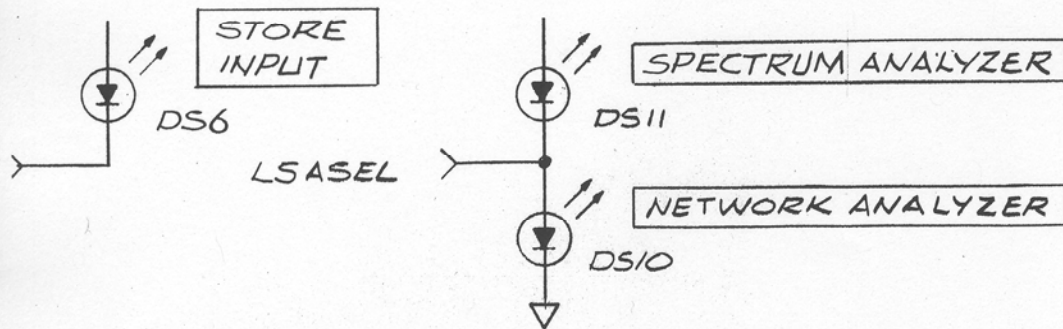 STORE
INPUT
DS6
SPECTRUM ANALYZER
DS11
LSASEL
NETWORK ANALYZER
DS10